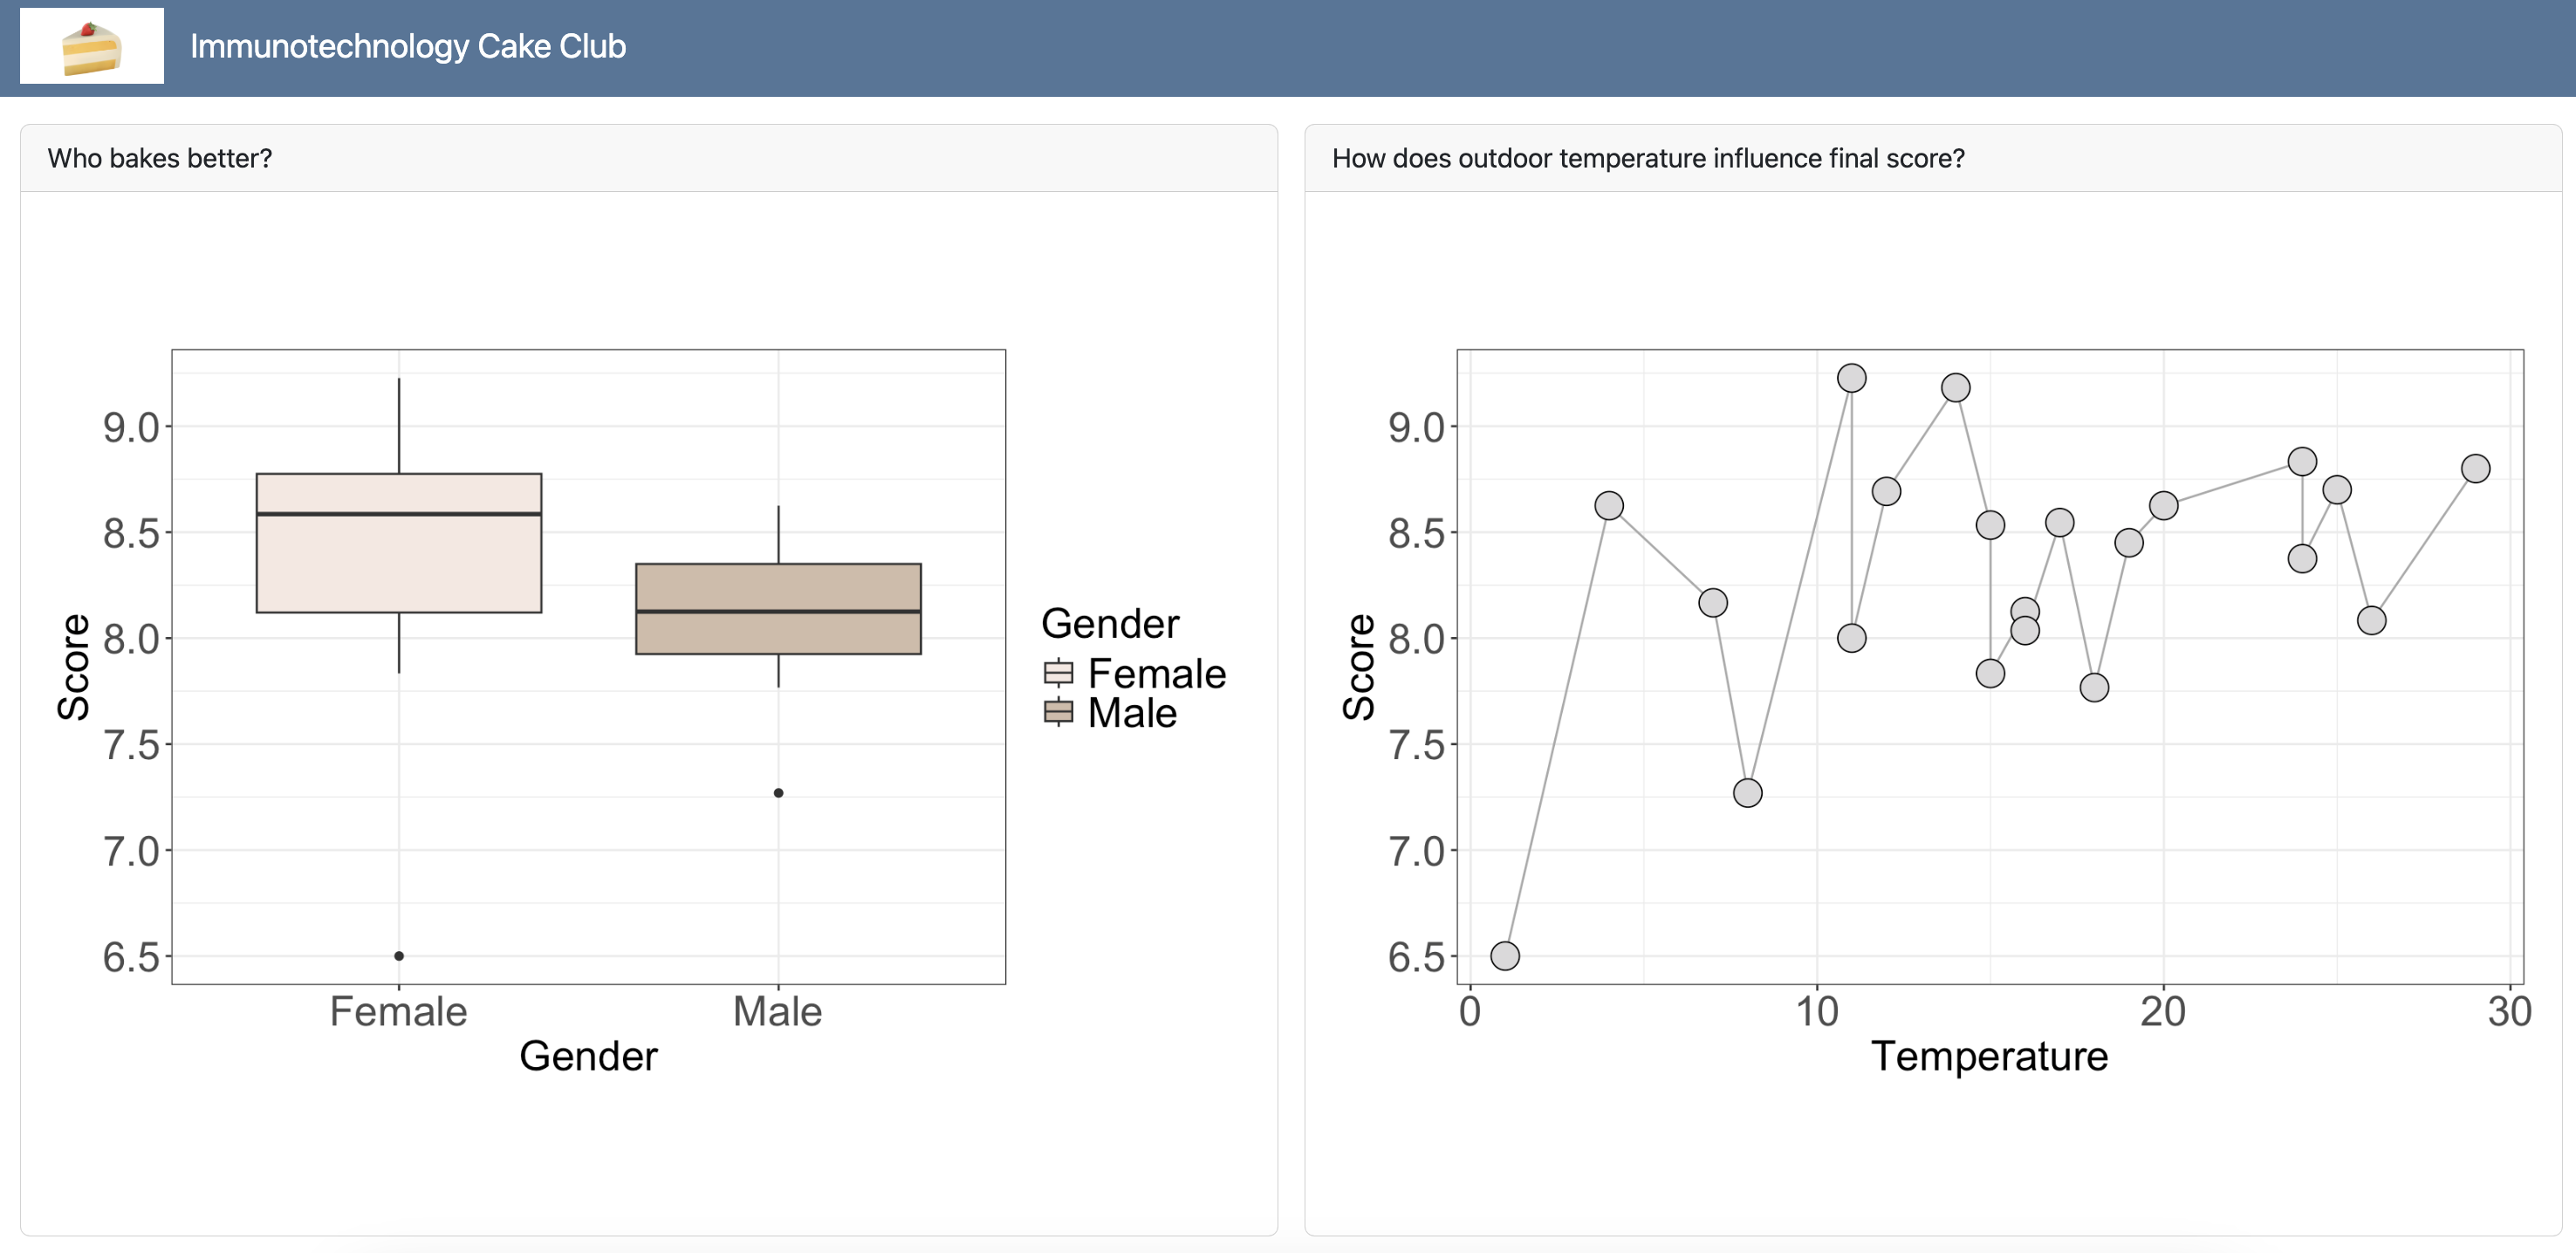 Immunotechnology Cake Club
Who bakes better?
9.0
8.5
8.0
7.5
7.0
6.5
Score
Female
Male
Gender
Gender
Female
Male
How does outdoor temperature influence final score?
9.0
8.5
8.0
7.5
7.0
6.5
Score
0
10
20
30
Temperature